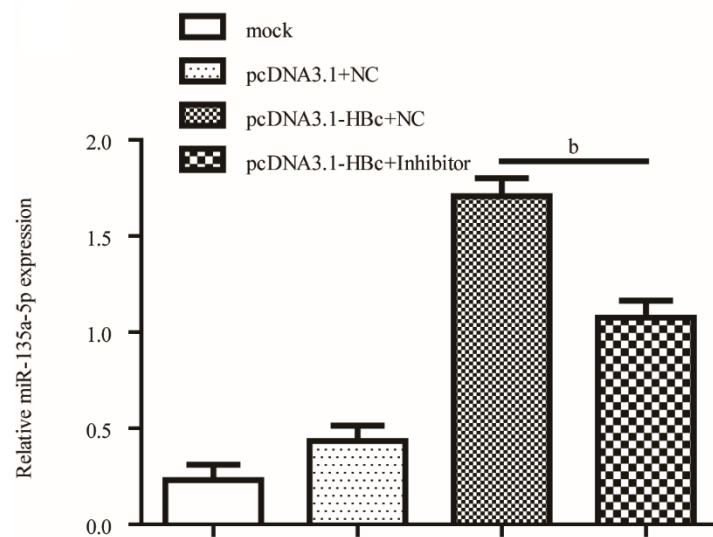 mock
pcDNA3.1+NC
pcDNA3.1-HBc+NC
pcDNA3.1-HBc+Inhibitor
b
2.0
1.5
1.0
0.5
0.0
Relative miR-135a-5p expression